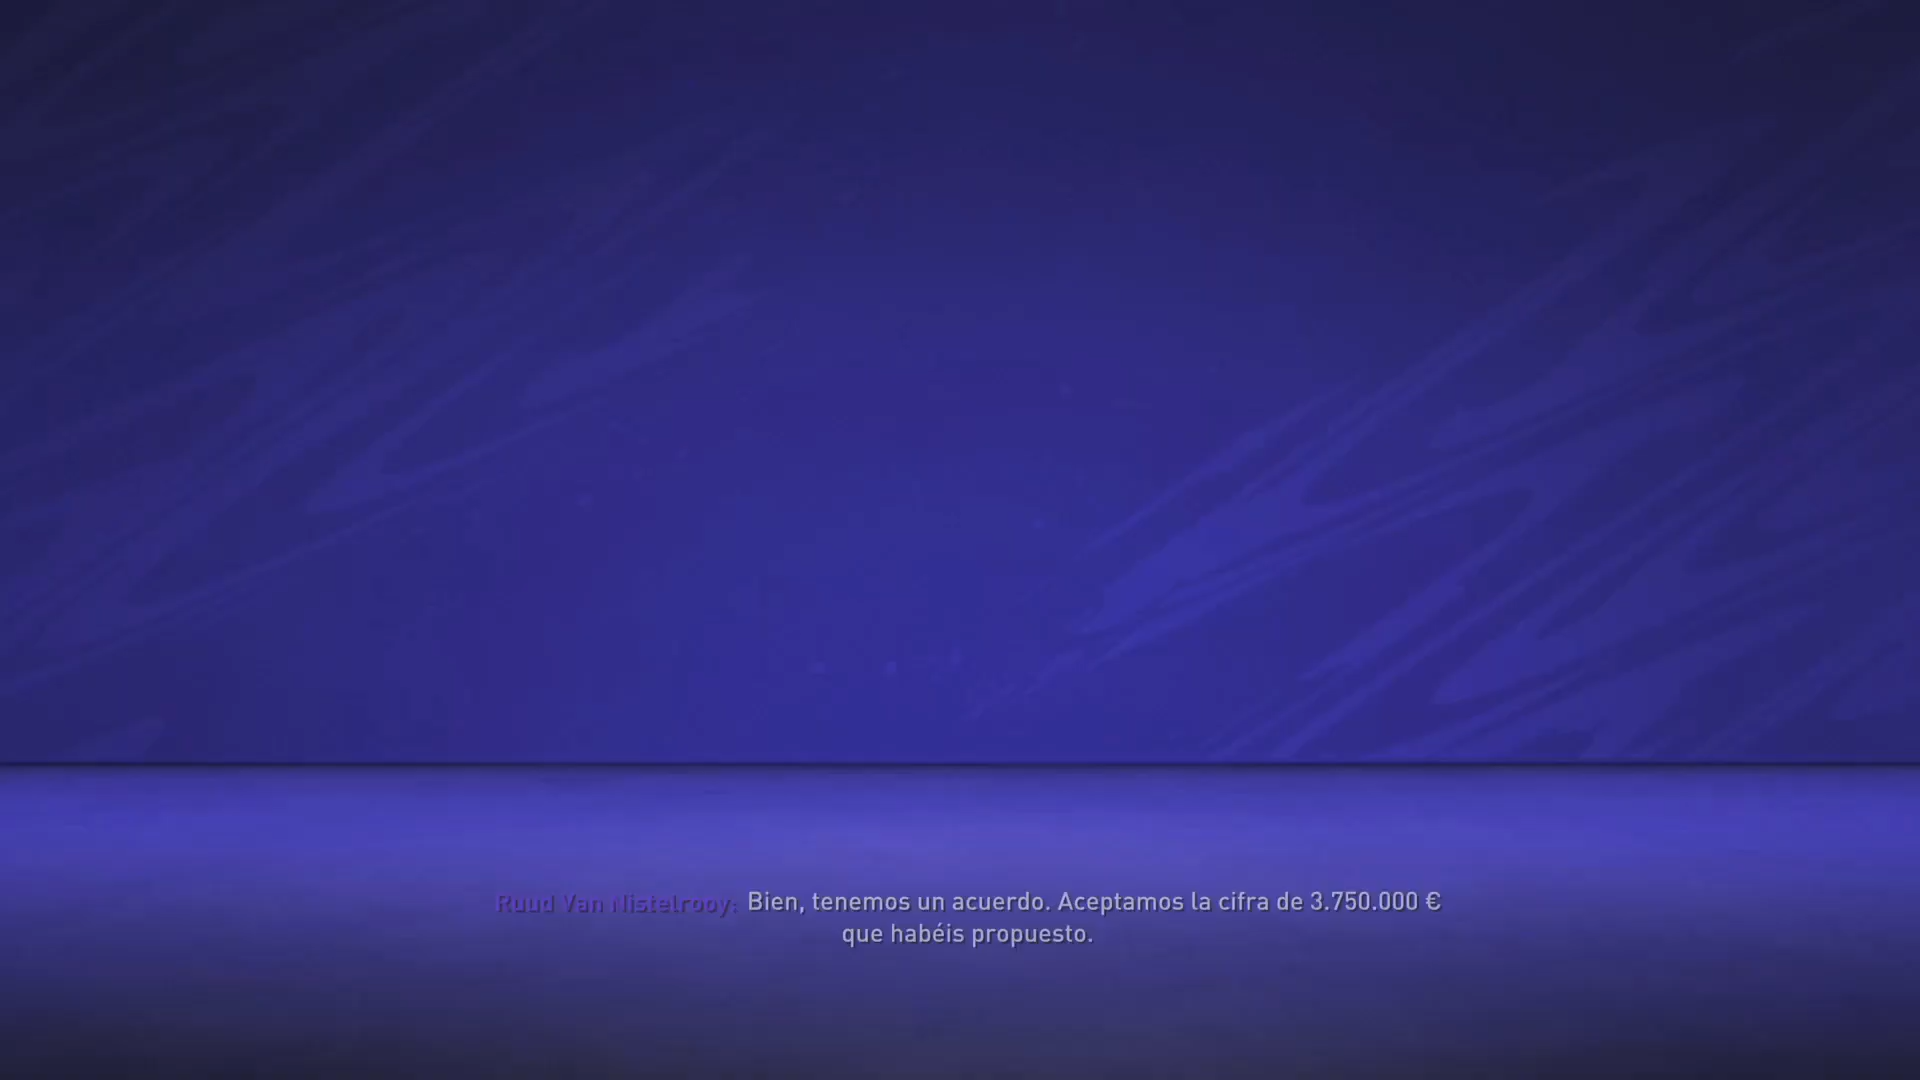 Ruud Van Nistelrooy: Bien, tenemos un acuerdo. Aceptamos la cifra de 3.750.000 €
que habéis propuesto.